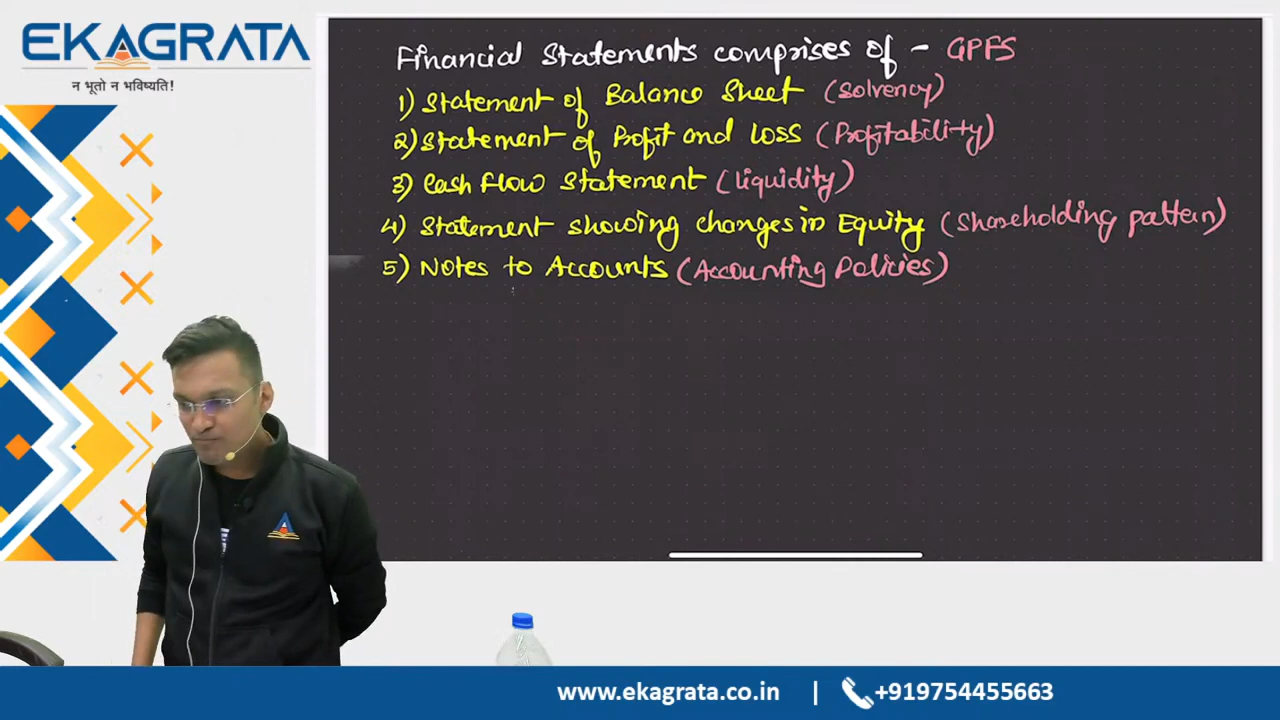 EKAGRATA
न भूतो न भविष्यति!
Financial Statements comprises of - GPFS
1) Statement of Balance Sheet (Solvency)
2) Statement of Profit and Loss (Profitability)
3) Cash Flow Statement (liquidity)
4) Statement showing changes in Equity (Shareholding pattern)
5) Notes to Accounts (Accounting Policies)
www.ekagrata.co.in | +919754455663